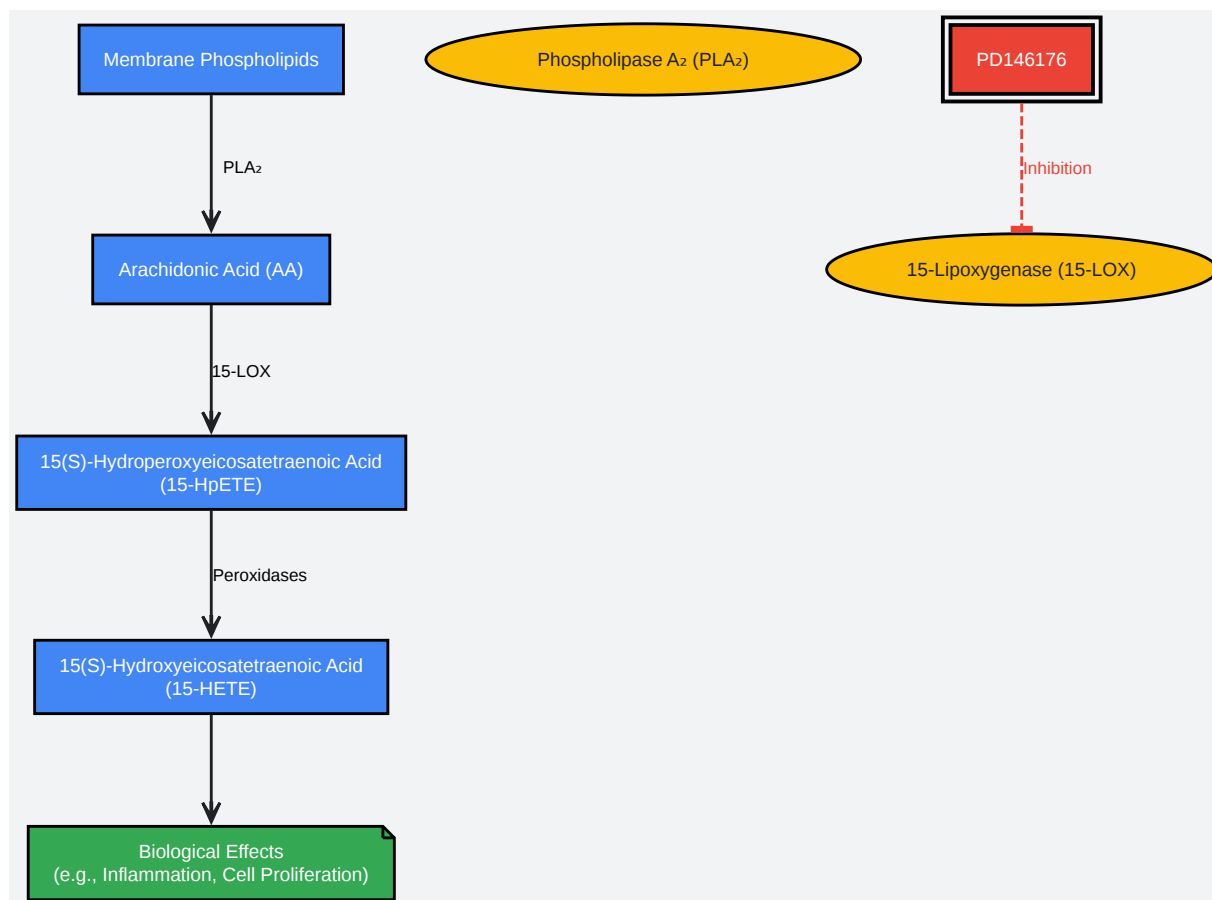 Membrane Phospholipids
Phospholipase A₂ (PLA₂)
PD146176
PLA₂
Inhibition
Arachidonic Acid (AA)
15-Lipoxygenase (15-LOX)
15-LOX
15(S)-Hydroperoxyeicosatetraenoic Acid
(15-HpETE)
Peroxidases
15(S)-Hydroxyeicosatetraenoic Acid
(15-HETE)
Biological Effects
(e.g., Inflammation, Cell Proliferation)